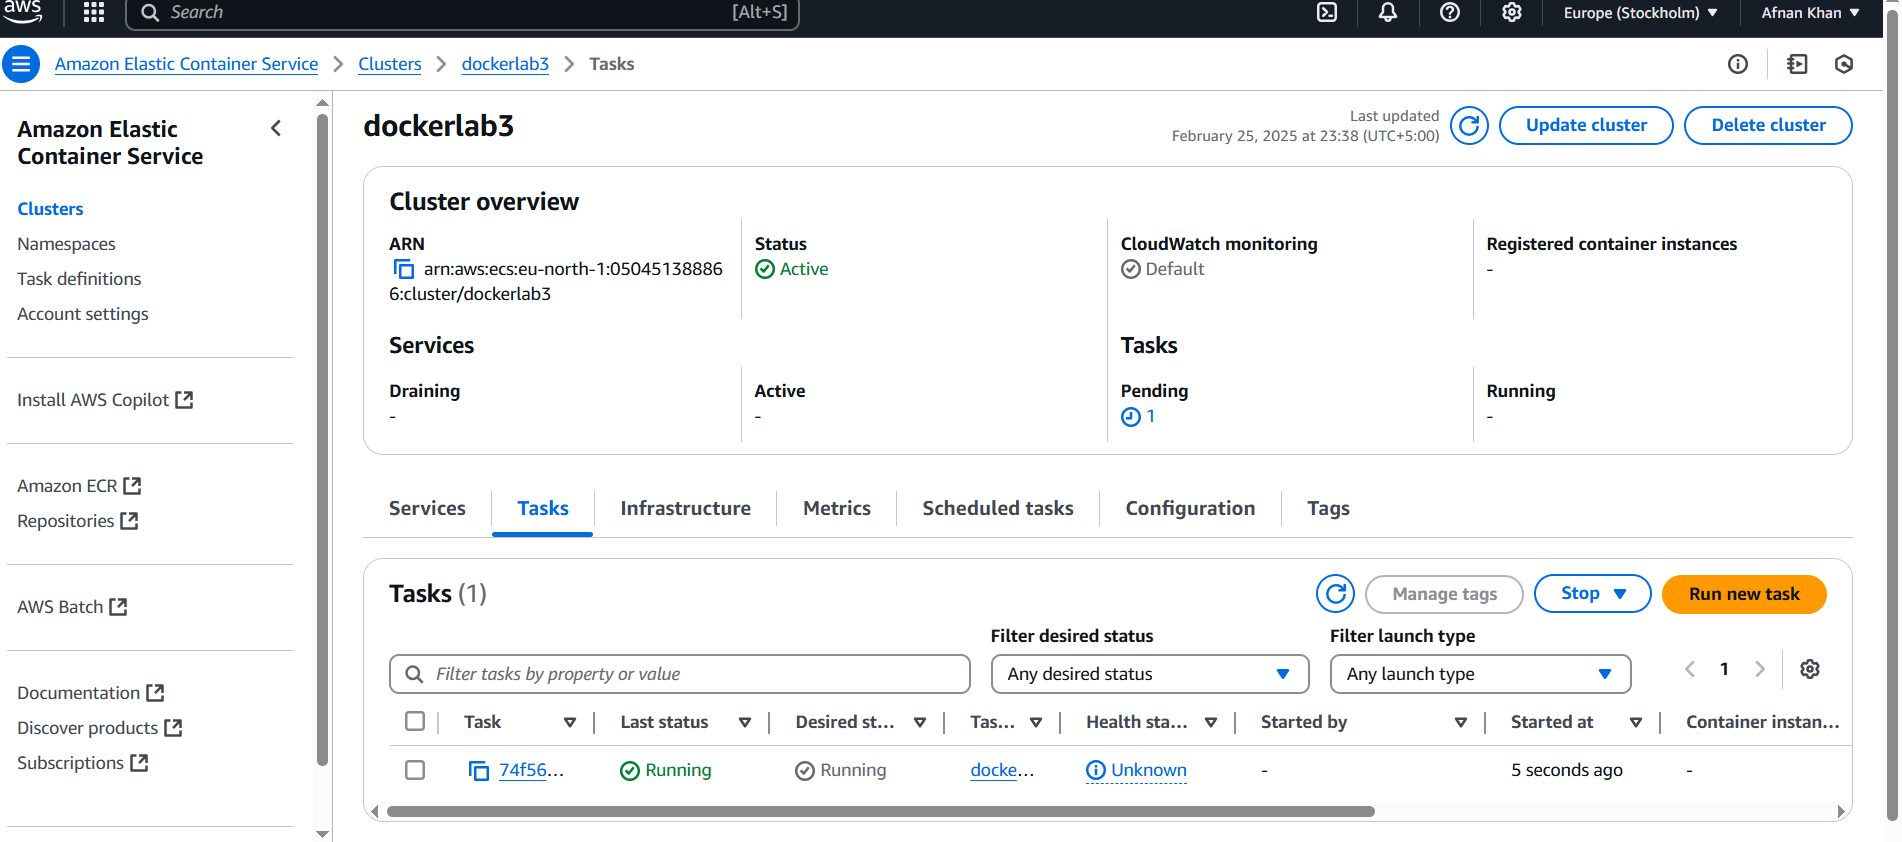 aws
Search [Alt+S]
Europe (Stockholm)
Afnan Khan
Amazon Elastic Container Service
Clusters
dockerlab3
Tasks
Amazon Elastic
Container Service
Clusters
Namespaces
Task definitions
Account settings
Install AWS Copilot
Amazon ECR
Repositories
AWS Batch
Documentation
Discover products
Subscriptions
dockerlab3
Last updated
February 25, 2025 at 23:38 (UTC+5:00)
Update cluster
Delete cluster
Cluster overview
ARN
arn:aws:ecs:eu-north-1:05045138886
6:cluster/dockerlab3
Status
Active
CloudWatch monitoring
Default
Registered container instances
-
Services
Draining
-
Active
-
Tasks
Pending
1
Running
-
Services
Tasks
Infrastructure
Metrics
Scheduled tasks
Configuration
Tags
Tasks (1)
Manage tags
Stop
Run new task
Filter tasks by property or value
Filter desired status
Any desired status
Filter launch type
Any launch type
1
Task
Last status
Desired st...
Tas...
Health sta...
Started by
Started at
Container instan...
74f56...
Running
Running
docke...
Unknown
-
5 seconds ago
-